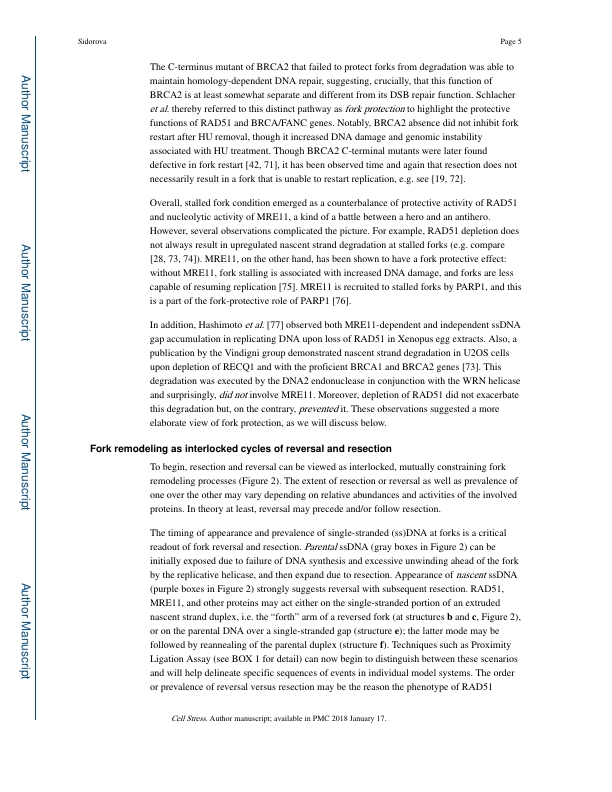 Sidorova
Page 5
The C-terminus mutant of BRCA2 that failed to protect forks from degradation was able to
maintain homology-dependent DNA repair, suggesting, crucially, that this function of
BRCA2 is at least somewhat separate and different from its DSB repair function. Schlacher
et al. thereby referred to this distinct pathway as fork protection to highlight the protective
functions of RAD51 and BRCA/FANC genes. Notably, BRCA2 absence did not inhibit fork
restart after HU removal, though it increased DNA damage and genomic instability
associated with HU treatment. Though BRCA2 C-terminal mutants were later found
defective in fork restart [42, 71], it has been observed time and again that resection does not
necessarily result in a fork that is unable to restart replication, e.g. see [19, 72].
Overall, stalled fork condition emerged as a counterbalance of protective activity of RAD51
and nucleolytic activity of MRE11, a kind of a battle between a hero and an antihero.
However, several observations complicated the picture. For example, RAD51 depletion does
not always result in upregulated nascent strand degradation at stalled forks (e.g. compare
[28, 73, 74]). MRE11, on the other hand, has been shown to have a fork protective effect:
without MRE11, fork stalling is associated with increased DNA damage, and forks are less
capable of resuming replication [75]. MRE11 is recruited to stalled forks by PARP1, and this
is a part of the fork-protective role of PARP1 [76].
In addition, Hashimoto et al. [77] observed both MRE11-dependent and independent ssDNA
gap accumulation in replicating DNA upon loss of RAD51 in Xenopus egg extracts. Also, a
publication by the Vindigni group demonstrated nascent strand degradation in U2OS cells
upon depletion of RECQ1 and with the proficient BRCA1 and BRCA2 genes [73]. This
degradation was executed by the DNA2 endonuclease in conjunction with the WRN helicase
and surprisingly, did not involve MRE11. Moreover, depletion of RAD51 did not exacerbate
this degradation but, on the contrary, prevented it. These observations suggested a more
elaborate view of fork protection, as we will discuss below.
Fork remodeling as interlocked cycles of reversal and resection
To begin, resection and reversal can be viewed as interlocked, mutually constraining fork
remodeling processes (Figure 2). The extent of resection or reversal as well as prevalence of
one over the other may vary depending on relative abundances and activities of the involved
proteins. In theory at least, reversal may precede and/or follow resection.
The timing of appearance and prevalence of single-stranded (ss)DNA at forks is a critical
readout of fork reversal and resection. Parental ssDNA (gray boxes in Figure 2) can be
initially exposed due to failure of DNA synthesis and excessive unwinding ahead of the fork
by the replicative helicase, and then expand due to resection. Appearance of nascent ssDNA
(purple boxes in Figure 2) strongly suggests reversal with subsequent resection. RAD51,
MRE11, and other proteins may act either on the single-stranded portion of an extruded
nascent strand duplex, i.e. the “forth” arm of a reversed fork (at structures b and c, Figure 2),
or on the parental DNA over a single-stranded gap (structure e); the latter mode may be
followed by reannealing of the parental duplex (structure f). Techniques such as Proximity
Ligation Assay (see BOX 1 for detail) can now begin to distinguish between these scenarios
and will help delineate specific sequences of events in individual model systems. The order
or prevalence of reversal versus resection may be the reason the phenotype of RAD51
Cell Stress. Author manuscript; available in PMC 2018 January 17.
Author Manuscript
Author Manuscript
Author Manuscript
Author Manuscript